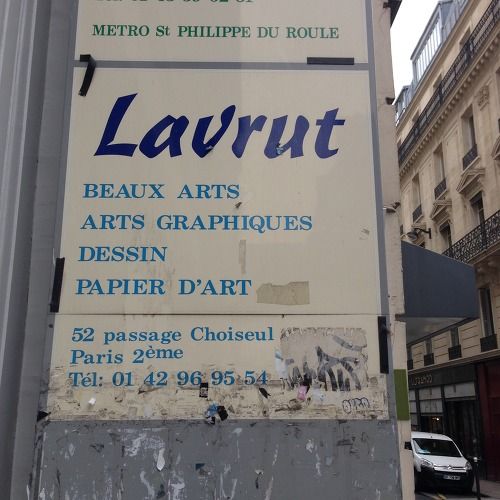 METRO St PHILIPPE DU ROULE
Lavrut
BEAUX ARTS
ARTS GRAPHIQUES
DESSIN
PAPIER D'ART
52 passage Choiseul
Paris 2ème
Tél: 01 42 96 95 54